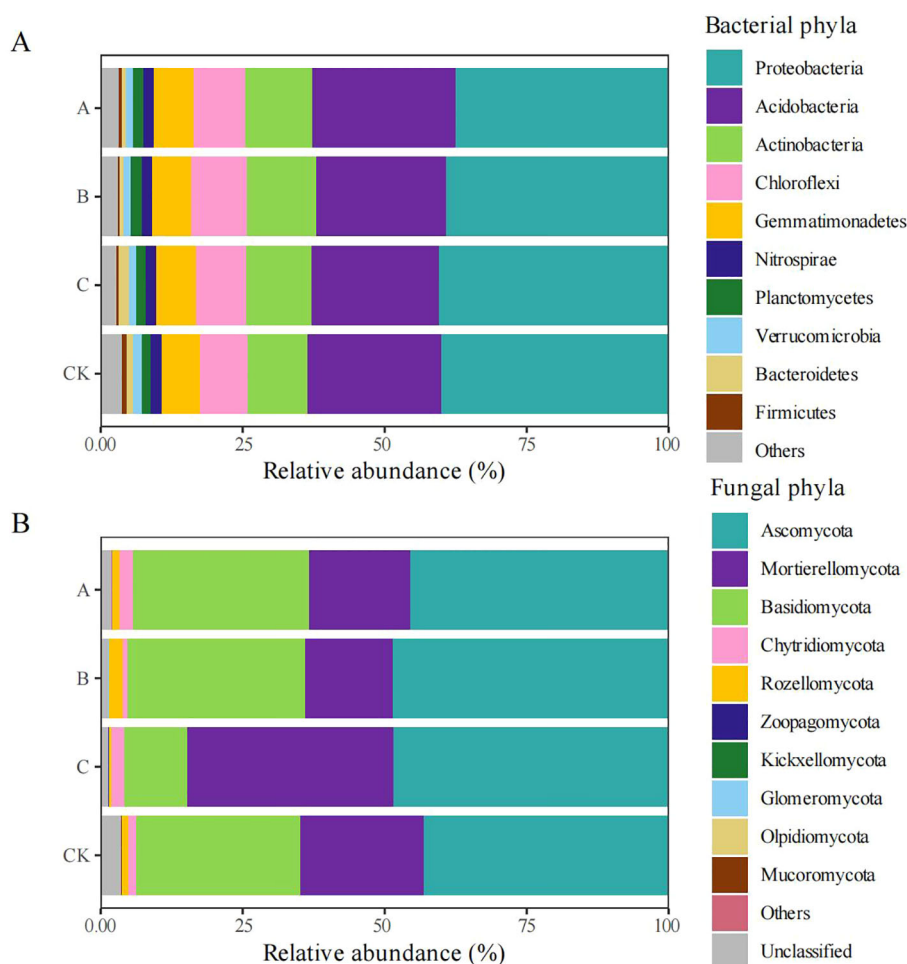 A
A
B
C
CK
0.00 25 50 75 100
Relative abundance (%)
Bacterial phyla
Proteobacteria
Acidobacteria
Actinobacteria
Chloroflexi
Gemmatimonadetes
Nitrospirae
Planctomycetes
Verrucomicrobia
Bacteroidetes
Firmicutes
Others
B
A
B
C
CK
0.00 25 50 75 100
Relative abundance (%)
Fungal phyla
Ascomycota
Mortierellomycota
Basidiomycota
Chytridiomycota
Rozellomycota
Zoopagomycota
Kickxellomycota
Glomeromycota
Olpidiomycota
Mucoromycota
Others
Unclassified